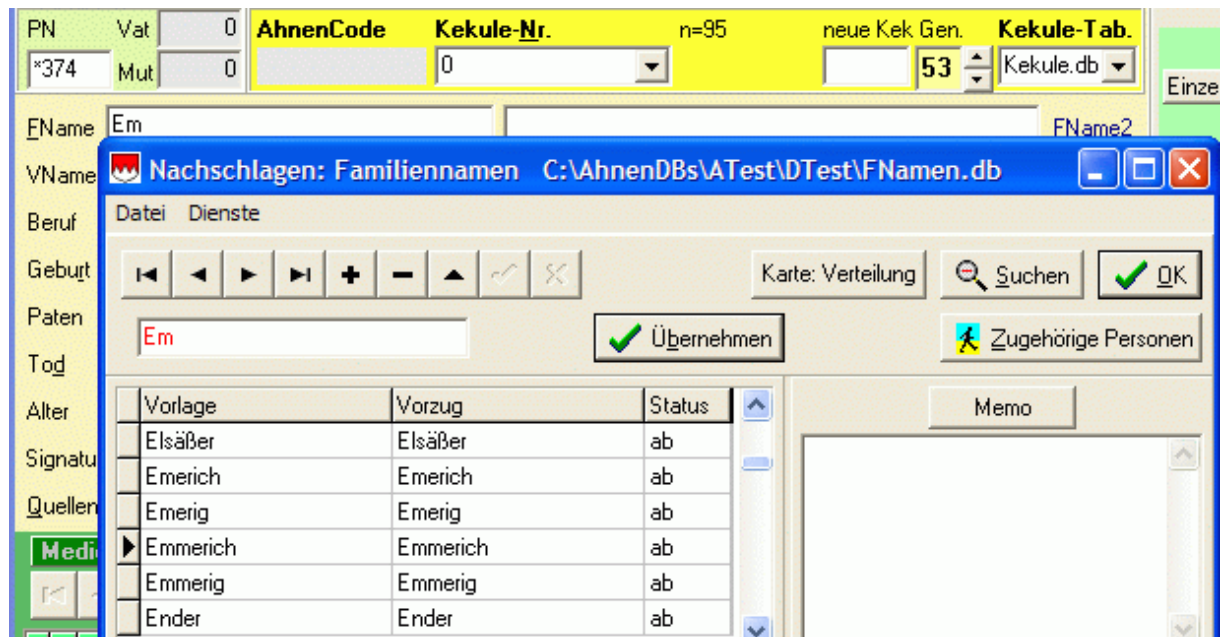 PN Vat 0 AhnenCode Kekule-Nr. n=95 neue Kek Gen. Kekule-Tab.
*374 Mut 0 0 53 Kekule.db
Einze
FName Em FName2
VName Nachschlagen: Familiennamen C:\AhnenDBs\ATest\DTest\FNamen.db
Datei Dienste
Beruf
Geburt Karte: Verteilung Suchen OK
Paten Em Übernehmen Zugehörige Personen
Tod
Alter Vorlage Vorzug Status Memo
Elsäßer Elsäßer ab
Signatu
Emerich Emerich ab
Quellen Emerig Emerig ab
Medi Emmerich Emmerich ab
Emmerig Emmerig ab
Ender Ender ab